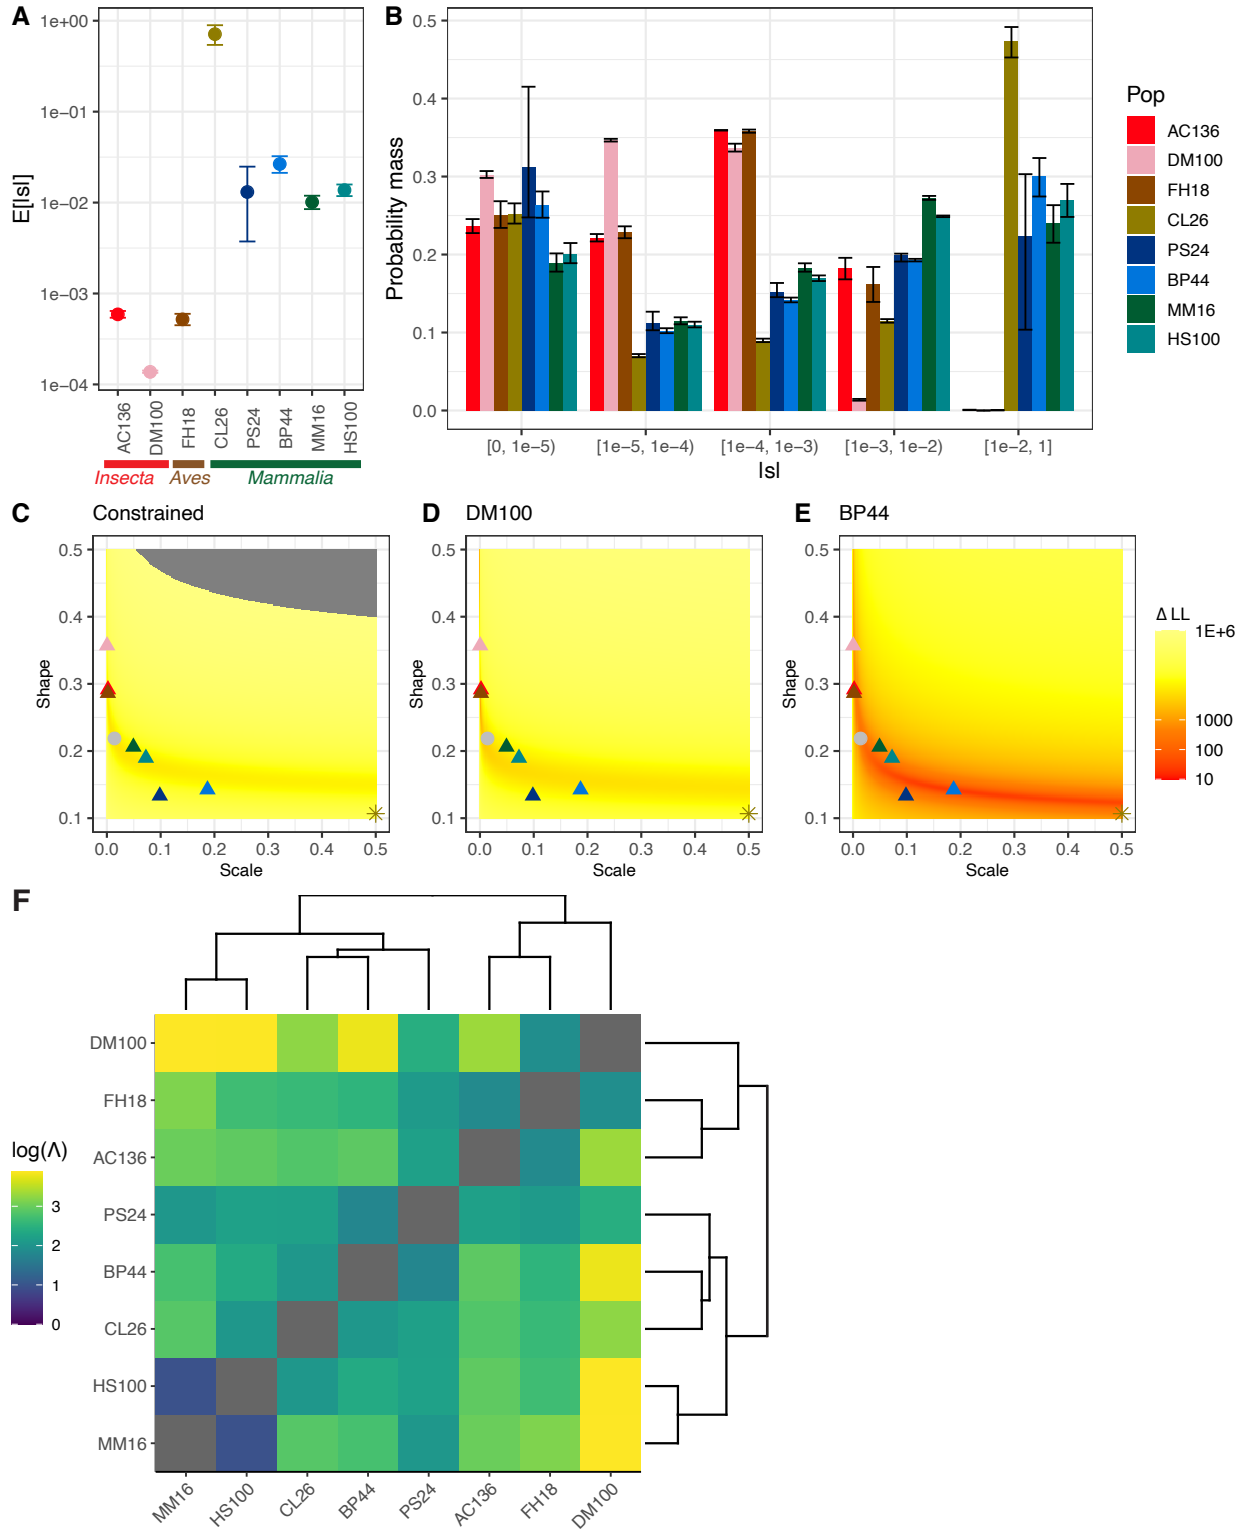 A
E[|s|]
1e+00
1e-01
1e-02
1e-03
1e-04
AC136
DM100
FH18
CL26
PS24
BP44
MM16
HS100
Insecta
Aves
Mammalia
B
Probability mass
0.5
0.4
0.3
0.2
0.1
0.0
[0, 1e-5)
[1e-5, 1e-4)
[1e-4, 1e-3)
[1e-3, 1e-2)
[1e-2, 1]
|s|
Pop
AC136
DM100
FH18
CL26
PS24
BP44
MM16
HS100
C
Constrained
Shape
0.5
0.4
0.3
0.2
0.1
0.0 0.1 0.2 0.3 0.4 0.5
Scale
D
DM100
Shape
0.5
0.4
0.3
0.2
0.1
0.0 0.1 0.2 0.3 0.4 0.5
Scale
E
BP44
Shape
0.5
0.4
0.3
0.2
0.1
0.0 0.1 0.2 0.3 0.4 0.5
Scale
Δ LL
1E+6
1000
100
10
F
log(Λ)
3
2
1
0
DM100
FH18
AC136
PS24
BP44
CL26
HS100
MM16
MM16
HS100
CL26
BP44
PS24
AC136
FH18
DM100